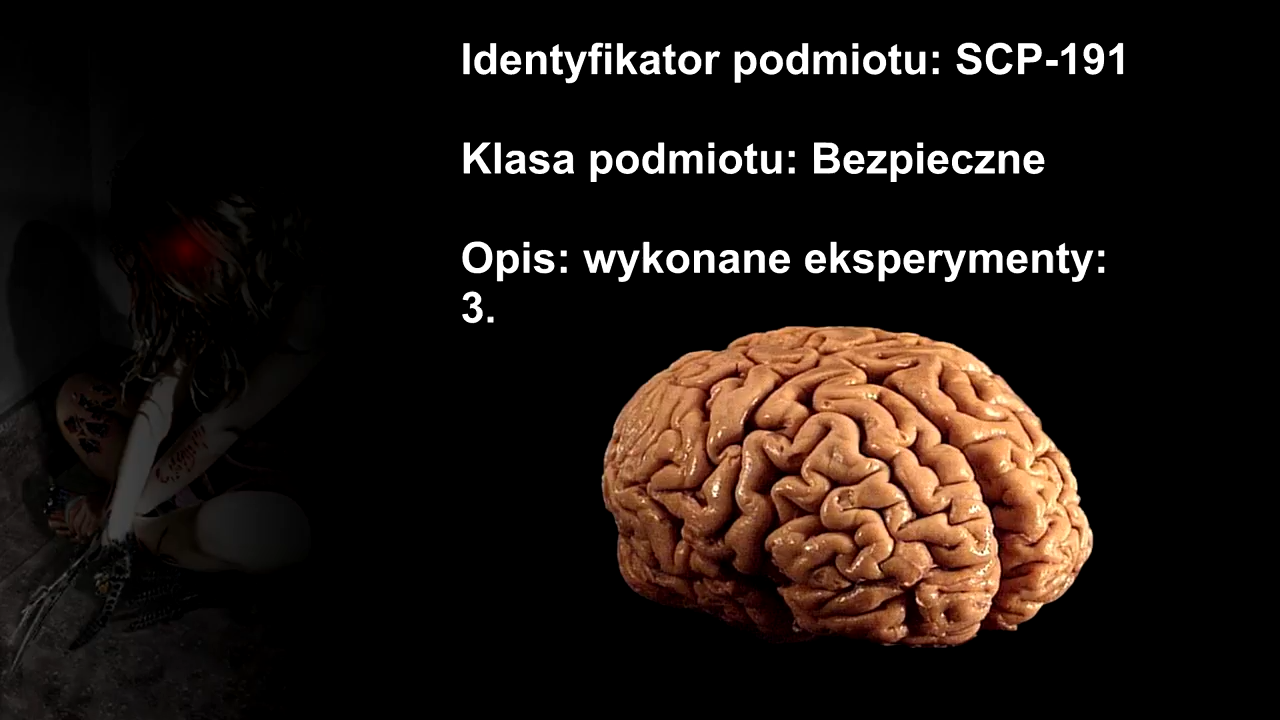 Identyfikator podmiotu: SCP-191
Klasa podmiotu: Bezpieczne
Opis: wykonane eksperymenty:
3.